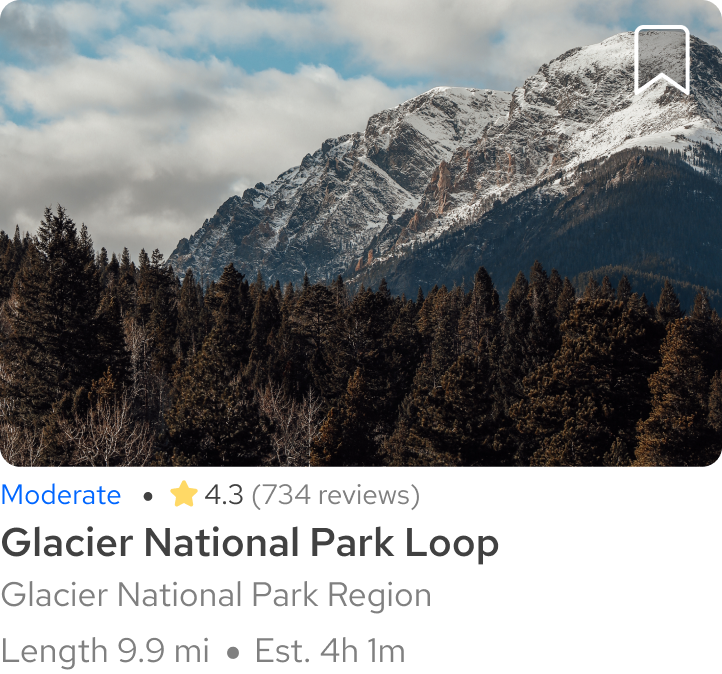 Moderate • 4.3 (734 reviews)
Glacier National Park Loop
Glacier National Park Region
Length 9.9 mi • Est. 4h 1m